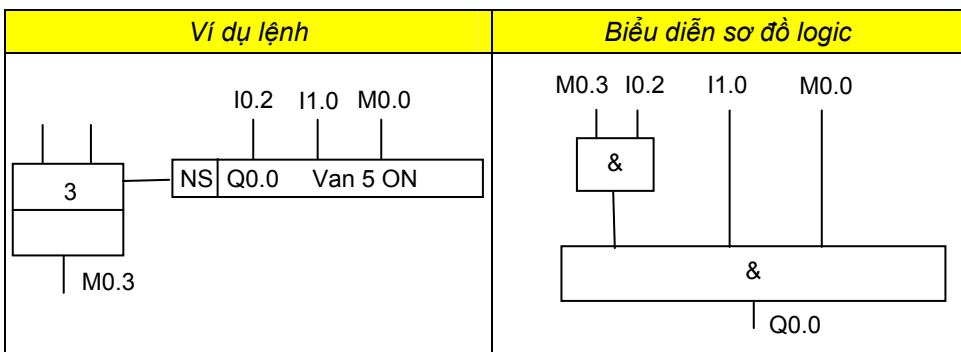 Ví dụ lệnh
Biểu diễn sơ đồ logic
I0.2 I1.0 M0.0
3
NS Q0.0 Van 5 ON
M0.3
M0.3 I0.2 I1.0 M0.0
&
&
Q0.0